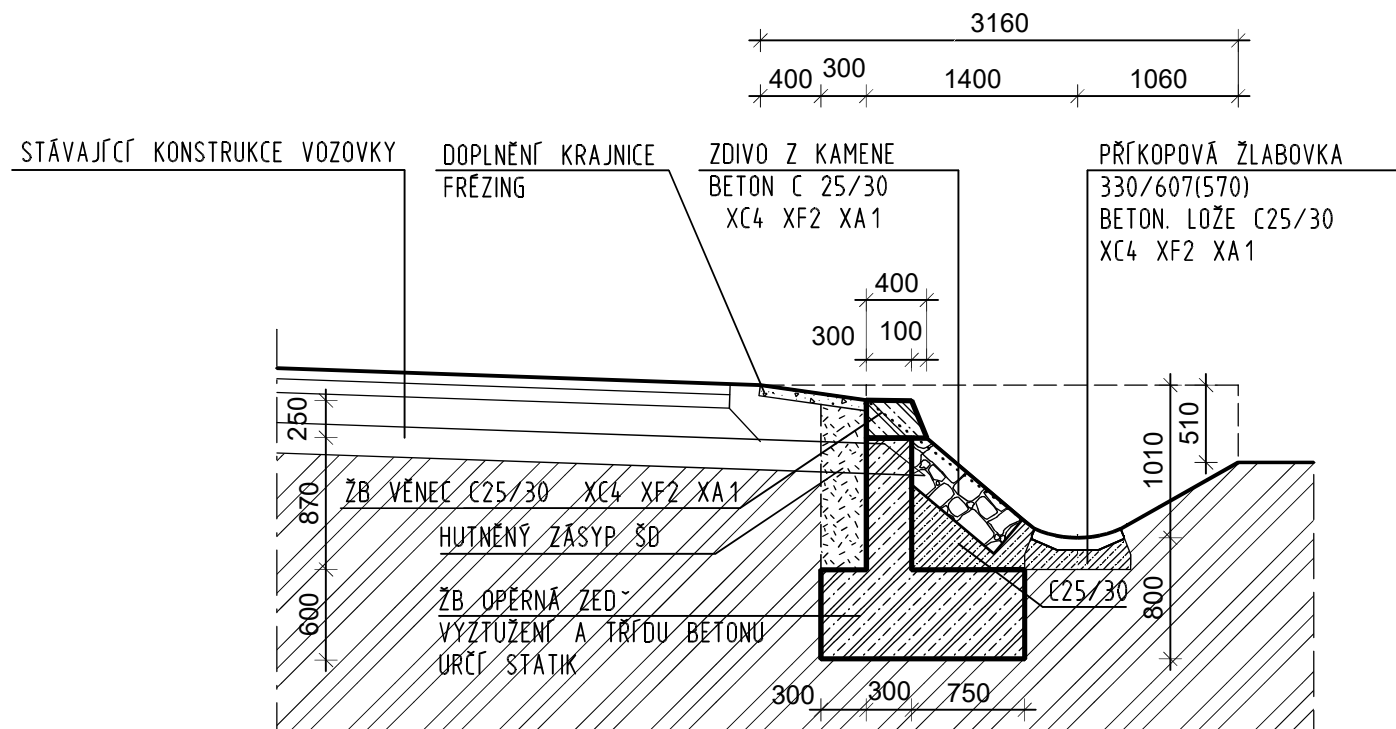 3160
400 300 1400 1060
STÁVAJÍCÍ KONSTRUKCE VOZOVKY
DOPLNĚNÍ KRAJNICE
FRÉZING
ZDIVO Z KAMENE
BETON C 25/30
XC4 XF2 XA1
PŘÍKOPOVÁ ŽLABOVKA
330/607(570)
BETON. LOŽE C25/30
XC4 XF2 XA1
400
300 100
250
870
600
510
1010
800
ŽB VĚNEC C25/30 XC4 XF2 XA1
HUTNĚNÝ ZÁSYP ŠD
ŽB OPĚRNÁ ZEDˇ
VYZTUŽENÍ A TŘÍDU BETONU
URČÍ STATIK
C25/30
300 300 750